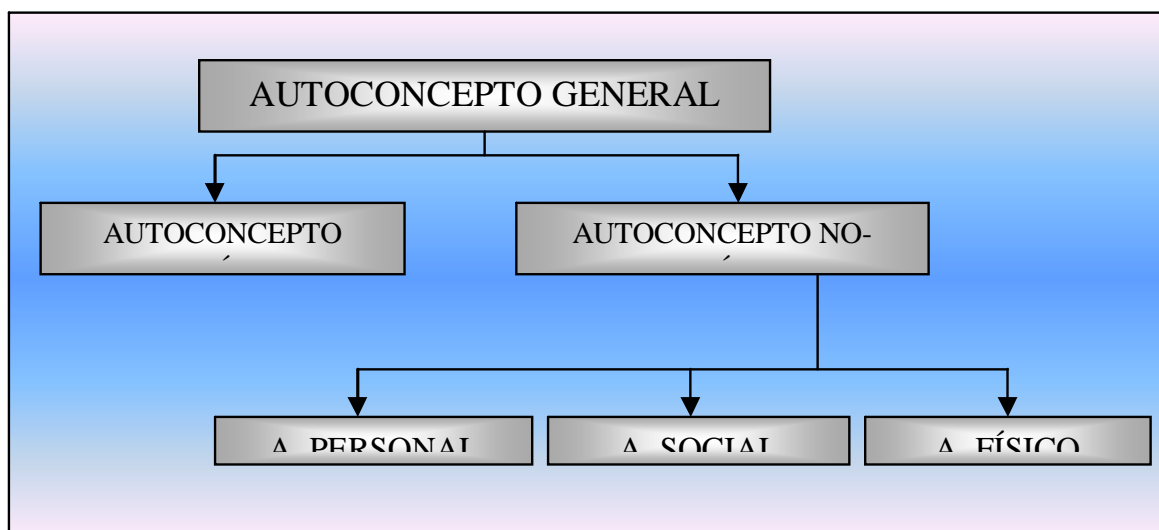 AUTOCONCEPTO GENERAL
AUTOCONCEPTO
AUTOCONCEPTO NO-
A. PERSONAL
A. SOCIAL
A. FÍSICO